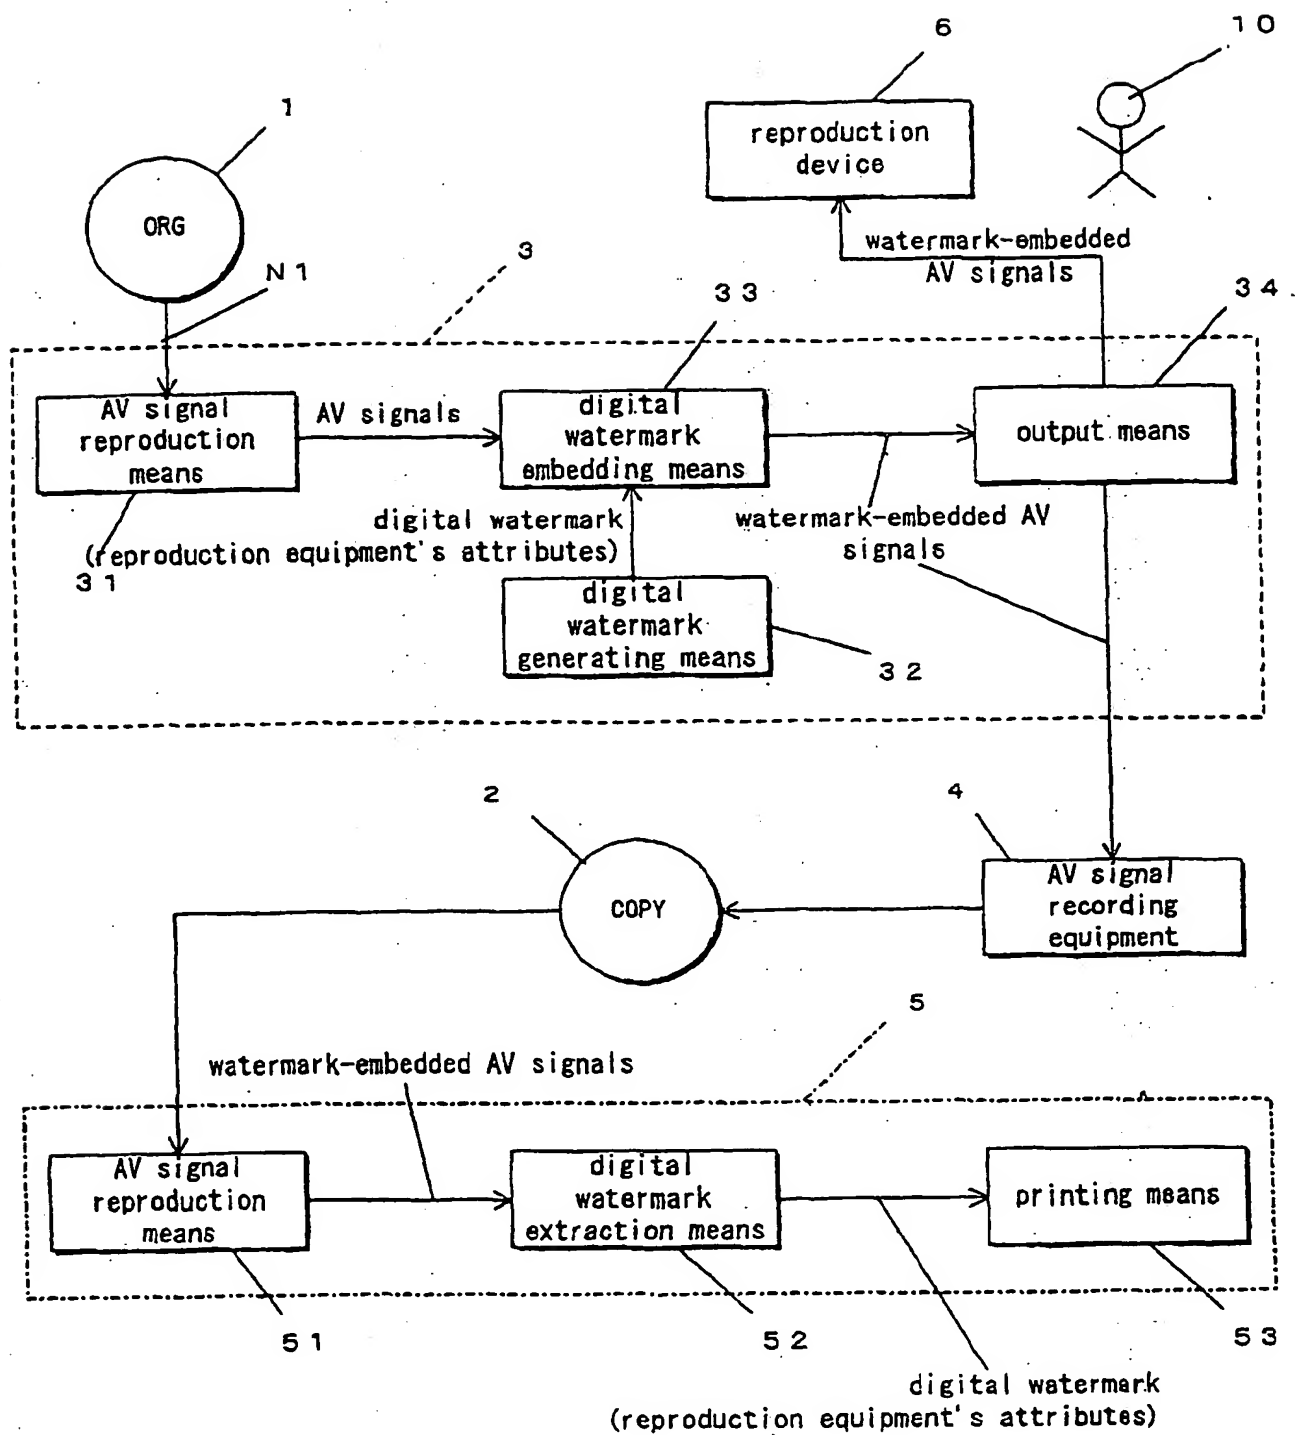 6
10
reproduction
device
1
ORG
watermark-embedded
AV signals
3
N1
33
34
AV signal
reproduction
means
AV signals
digital
watermark
embedding means
output means
digital watermark
(reproduction equipment's attributes)
watermark-embedded AV
signals
31
digital
watermark
generating means
32
2
4
COPY
AV signal
recording
equipment
5
watermark-embedded AV signals
AV signal
reproduction
means
digital
watermark
extraction means
printing means
51
52
53
digital watermark
(reproduction equipment's attributes)